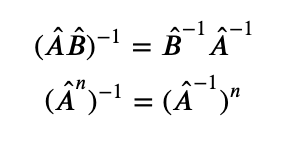 (ÂB̂)⁻¹ = B̂⁻¹Â⁻¹
(Âⁿ)⁻¹ = (Â⁻¹)ⁿ